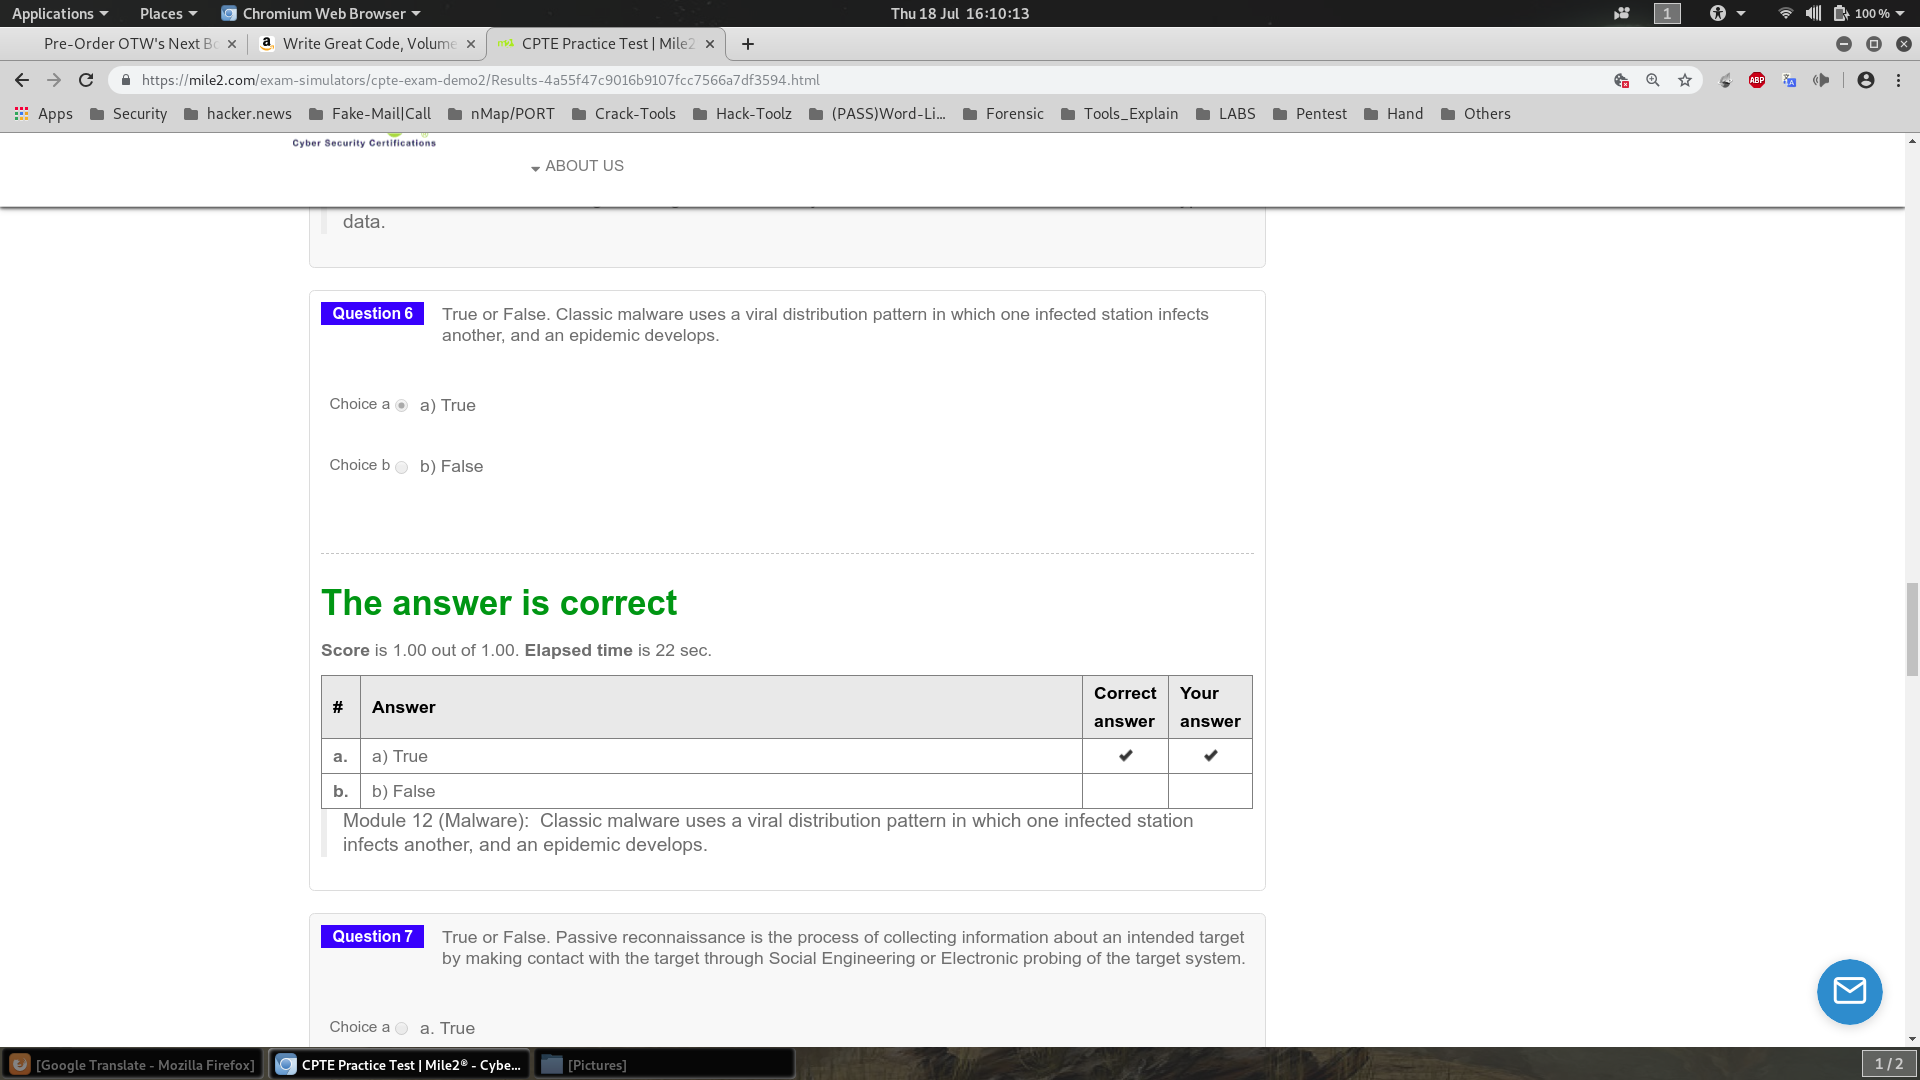 Applications Places Chromium Web Browser Thu 18 Jul 16:10:13 1 100 %
Pre-Order OTW's Next Bo Write Great Code, Volume CPTE Practice Test | Mile2
https://mile2.com/exam-simulators/cpte-exam-demo2/Results-4a55f47c9016b9107fcc7566a7df3594.html ABP
Apps Security hacker.news Fake-Mail|Call nMap/PORT Crack-Tools Hack-Toolz (PASS)Word-Li... Forensic Tools_Explain LABS Pentest Hand Others
Cyber Security Certifications
ABOUT US
data.
Question 6 True or False. Classic malware uses a viral distribution pattern in which one infected station infects
another, and an epidemic develops.
Choice a a) True
Choice b b) False
The answer is correct
Score is 1.00 out of 1.00. Elapsed time is 22 sec.
# Answer Correct answer Your answer
a. a) True ✔ ✔
b. b) False
Module 12 (Malware): Classic malware uses a viral distribution pattern in which one infected station
infects another, and an epidemic develops.
Question 7 True or False. Passive reconnaissance is the process of collecting information about an intended target
by making contact with the target through Social Engineering or Electronic probing of the target system.
Choice a a. True
[Google Translate - Mozilla Firefox] CPTE Practice Test | Mile2® - Cybe... [Pictures] 1 / 2